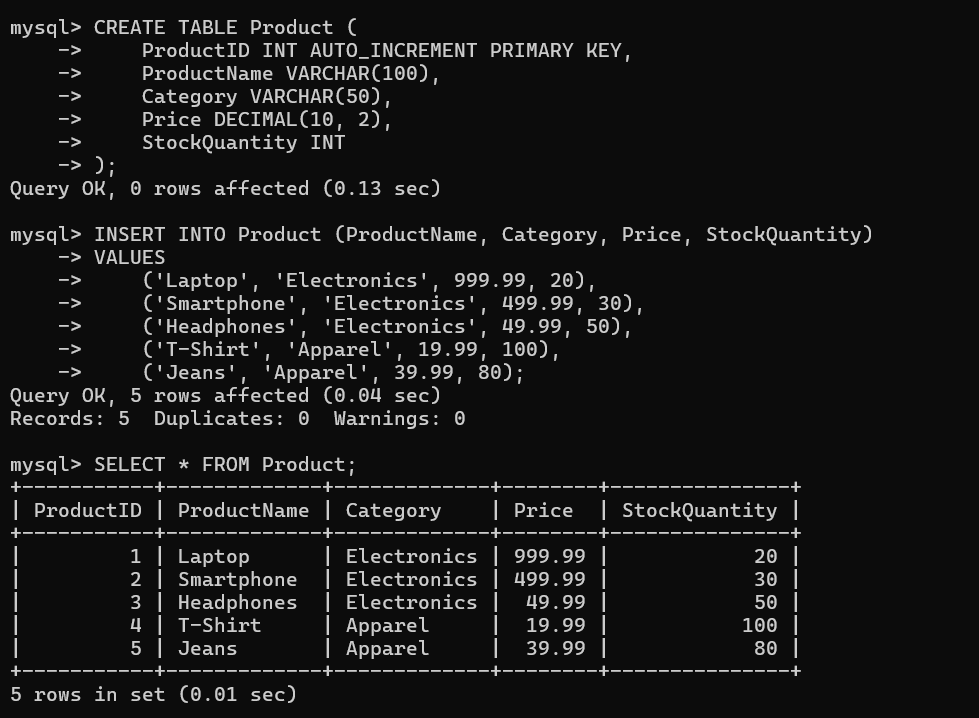 mysql> CREATE TABLE Product (
    ->     ProductID INT AUTO_INCREMENT PRIMARY KEY,
    ->     ProductName VARCHAR(100),
    ->     Category VARCHAR(50),
    ->     Price DECIMAL(10, 2),
    ->     StockQuantity INT
    -> );
Query OK, 0 rows affected (0.13 sec)

mysql> INSERT INTO Product (ProductName, Category, Price, StockQuantity)
    -> VALUES
    ->     ('Laptop', 'Electronics', 999.99, 20),
    ->     ('Smartphone', 'Electronics', 499.99, 30),
    ->     ('Headphones', 'Electronics', 49.99, 50),
    ->     ('T-Shirt', 'Apparel', 19.99, 100),
    ->     ('Jeans', 'Apparel', 39.99, 80);
Query OK, 5 rows affected (0.04 sec)
Records: 5  Duplicates: 0  Warnings: 0

mysql> SELECT * FROM Product;
+-----------+-------------+-------------+--------+---------------+
| ProductID | ProductName | Category    | Price  | StockQuantity |
+-----------+-------------+-------------+--------+---------------+
|         1 | Laptop      | Electronics | 999.99 |            20 |
|         2 | Smartphone  | Electronics | 499.99 |            30 |
|         3 | Headphones  | Electronics |  49.99 |            50 |
|         4 | T-Shirt     | Apparel     |  19.99 |           100 |
|         5 | Jeans       | Apparel     |  39.99 |            80 |
+-----------+-------------+-------------+--------+---------------+
5 rows in set (0.01 sec)